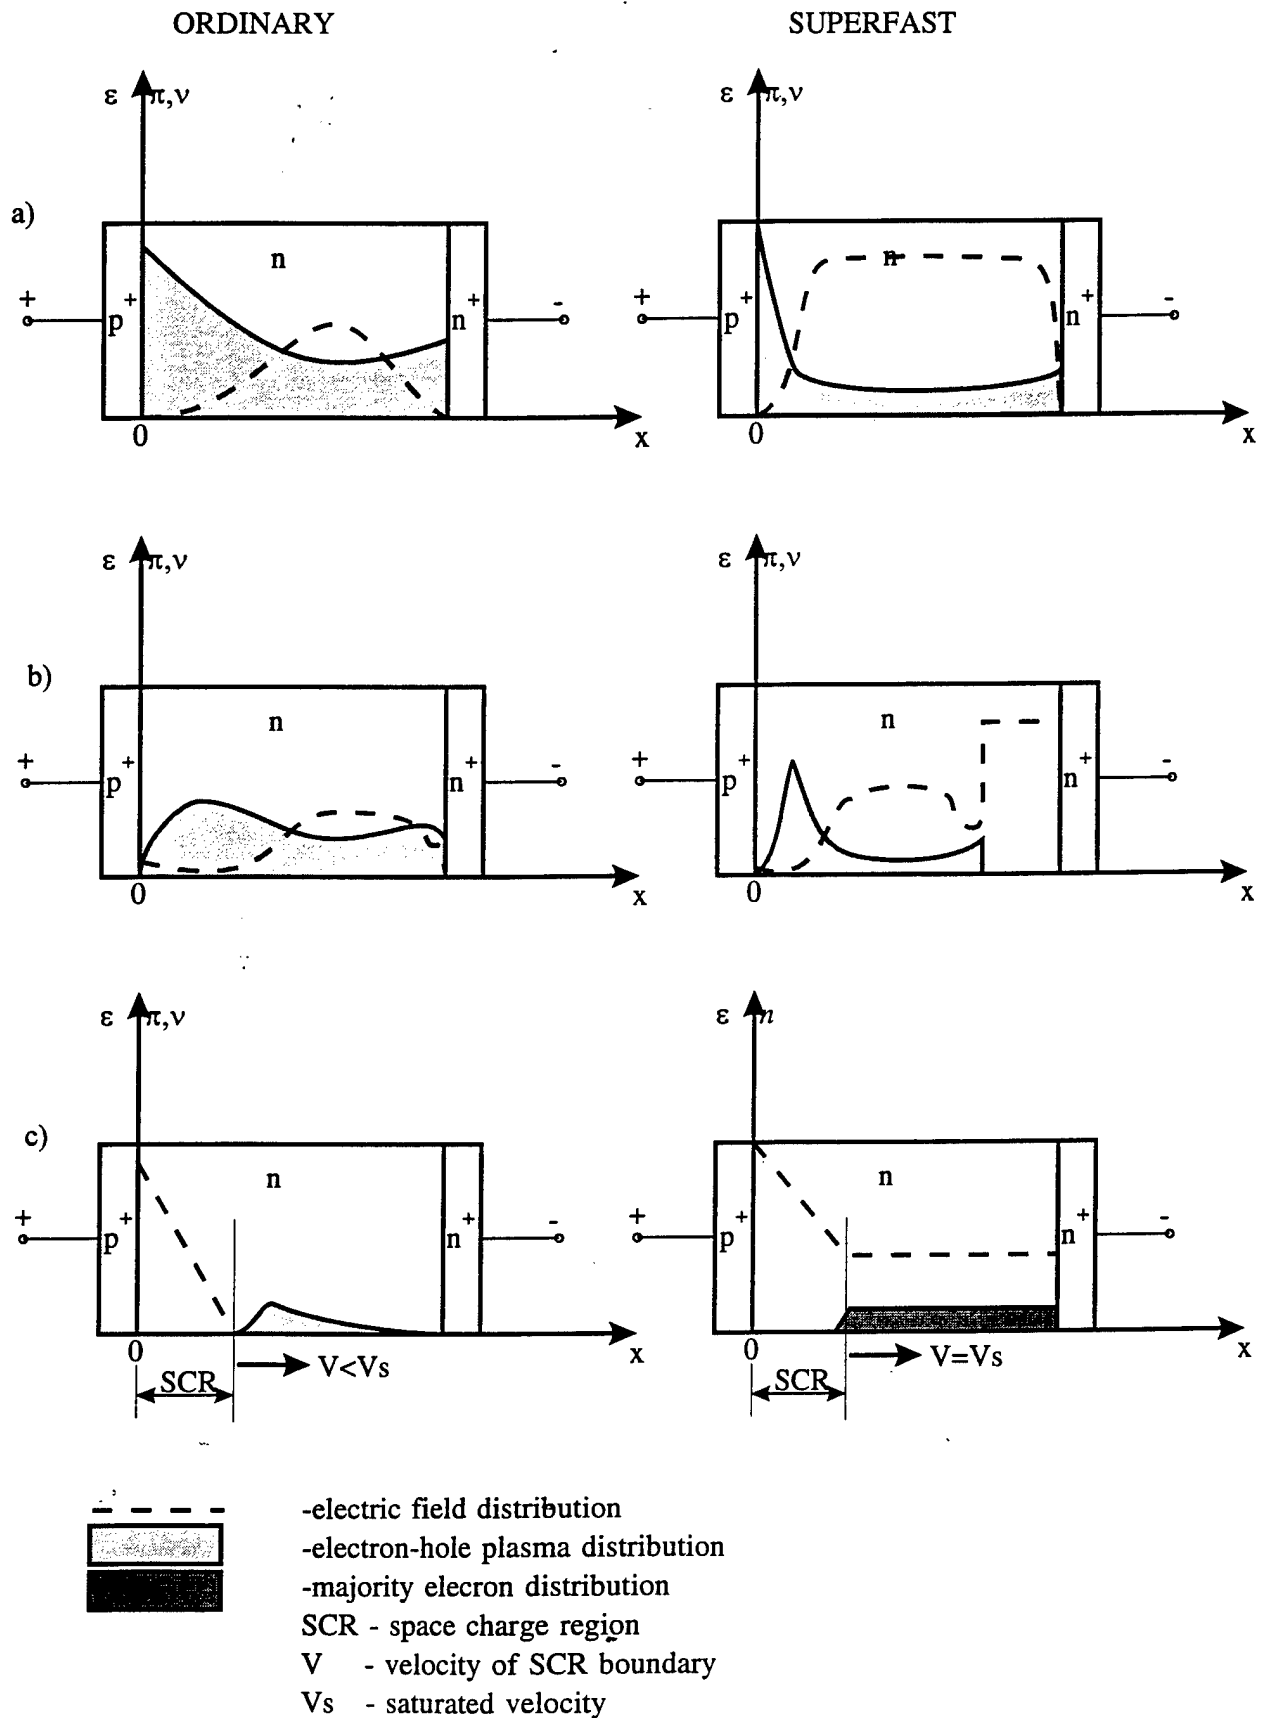 ORDINARY
SUPERFAST
ε π,ν
ε π,ν
a)
n
n
+
p+
n+
-
+
p+
n+
-
0
x
0
x
ε π,ν
ε π,ν
b)
n
n
+
p+
n+
-
+
p+
n+
-
0
x
0
x
ε π,ν
ε n
c)
n
n
+
p+
n+
-
+
p+
n+
-
0
x
0
x
V<Vs
V=Vs
SCR
SCR
-electric field distribution
-electron-hole plasma distribution
-majority elecron distribution
SCR - space charge region
V - velocity of SCR boundary
Vs - saturated velocity